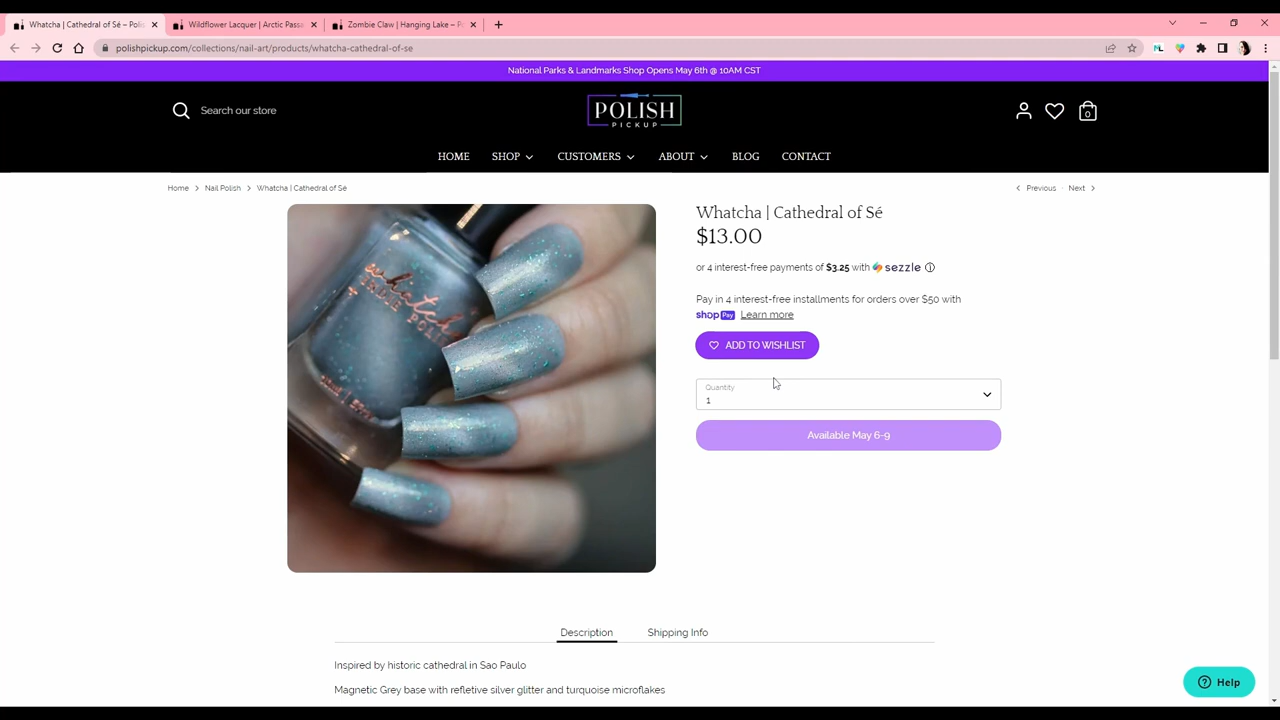 Whatcha | Cathedral of Sé – Polis
Wildflower Lacquer | Arctic Passa
Zombie Claw | Hanging Lake – P
polishpickup.com/collections/nail-art/products/whatcha-cathedral-of-se
National Parks & Landmarks Shop Opens May 6th @ 10AM CST
Search our store
POLISH
PICKUP
0
HOME SHOP CUSTOMERS ABOUT BLOG CONTACT
Home > Nail Polish > Whatcha | Cathedral of Sé
< Previous · Next >
Whatcha | Cathedral of Sé
$13.00
or 4 interest-free payments of $3.25 with sezzle
Pay in 4 interest-free installments for orders over $50 with
shop Pay Learn more
ADD TO WISHLIST
Quantity
1
Available May 6-9
whatcha
Description Shipping Info
Inspired by historic cathedral in Sao Paulo
Magnetic Grey base with refletive silver glitter and turquoise microflakes
Help